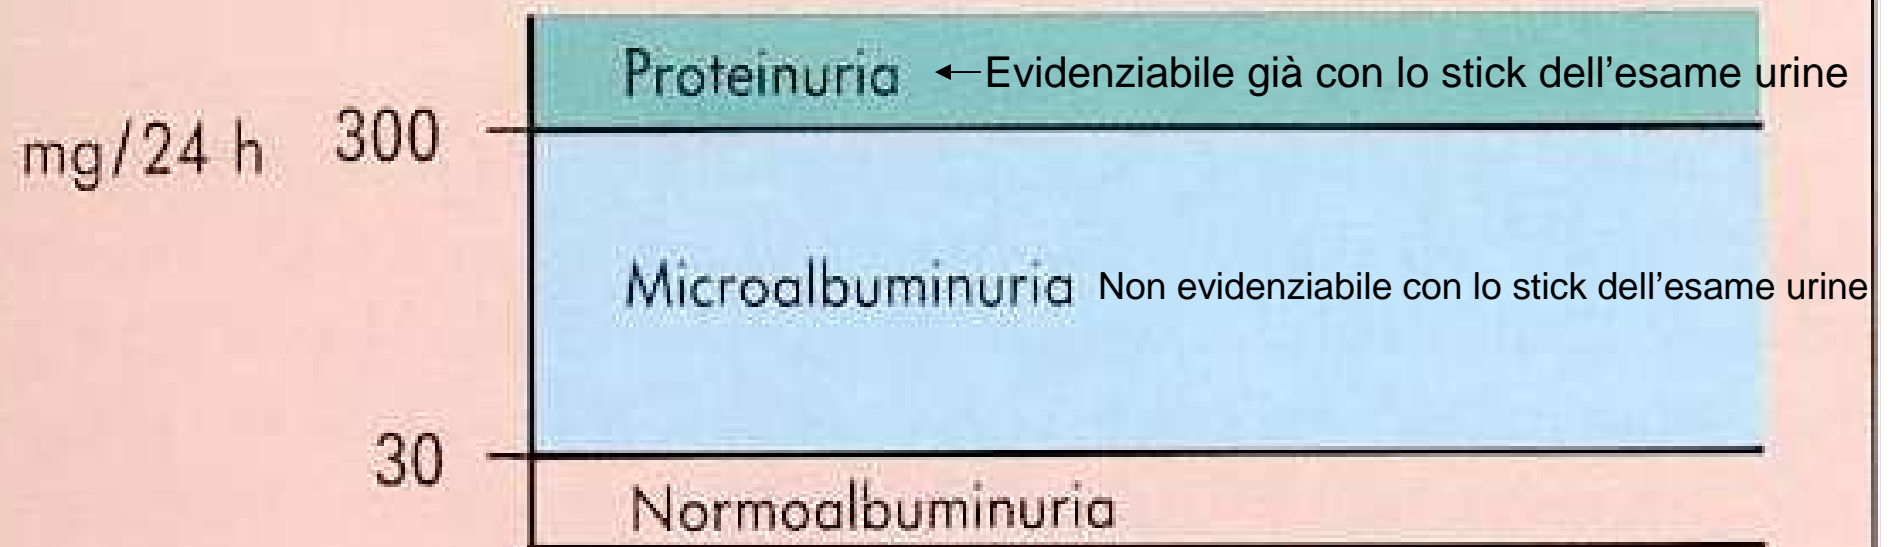 Proteinuria ←Evidenziabile già con lo stick dell’esame urine
mg/24 h 300
Microalbuminuria Non evidenziabile con lo stick dell’esame urine
30
Normoalbuminuria